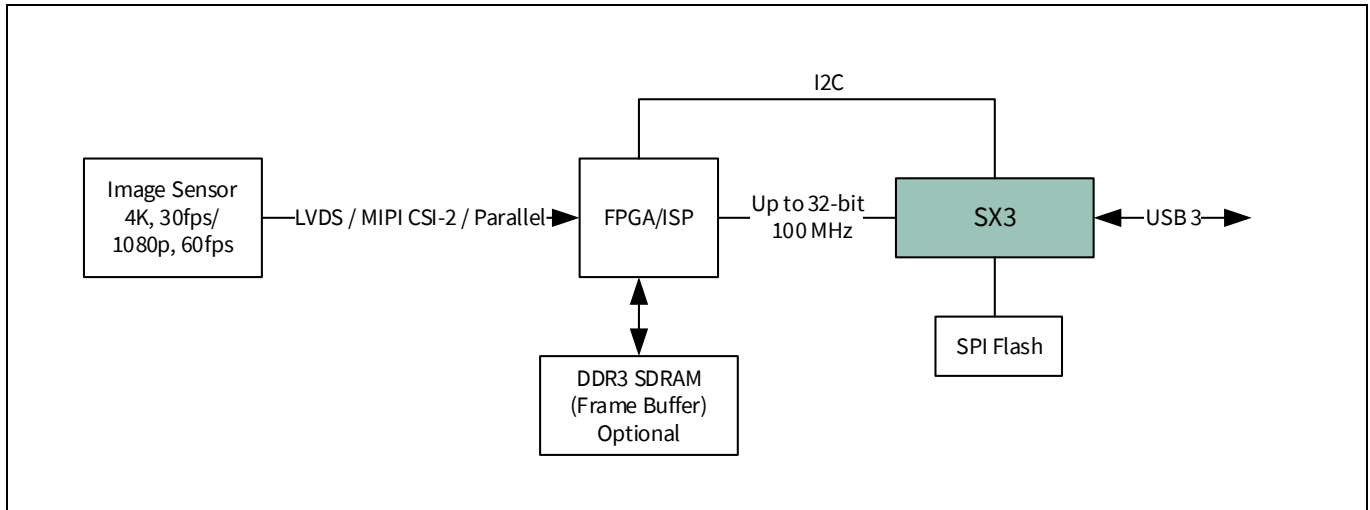 I2C
Image Sensor
4K, 30fps/
1080p, 60fps
LVDS / MIPI CSI-2 / Parallel
FPGA/ISP
Up to 32-bit
100 MHz
SX3
USB 3
SPI Flash
DDR3 SDRAM
(Frame Buffer)
Optional